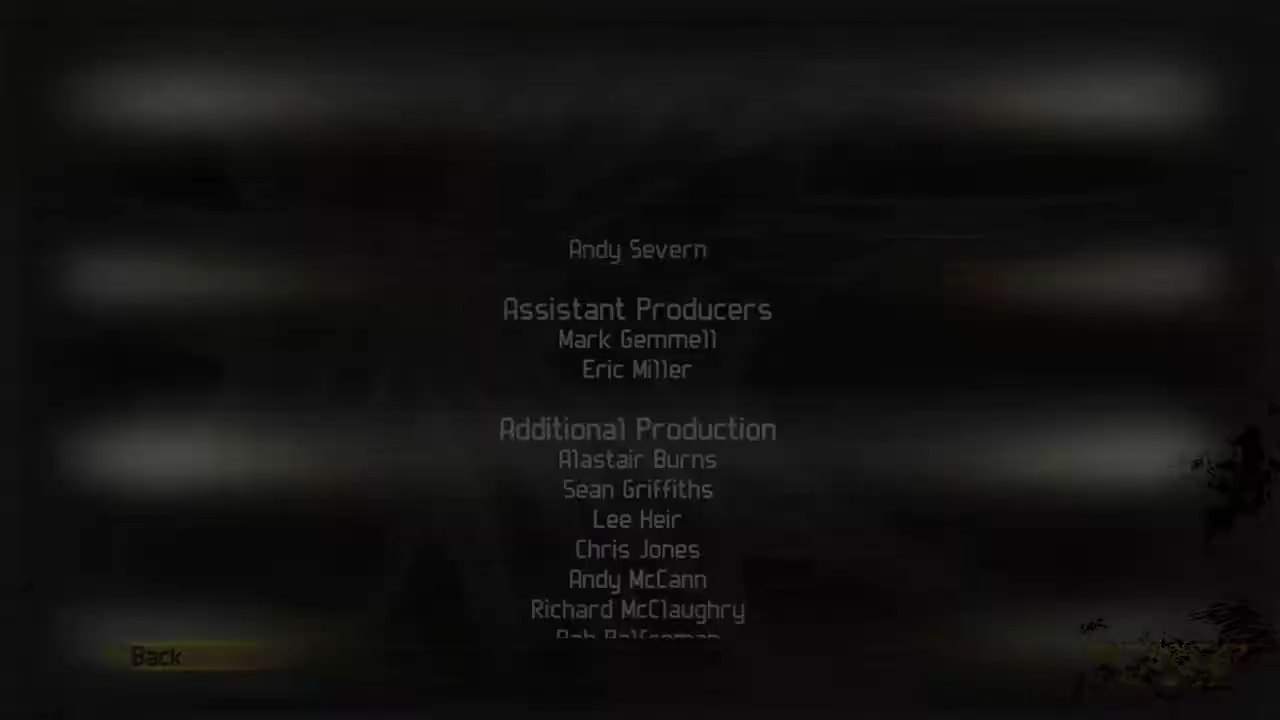 Andy Severn
Assistant Producers
Mark Gemmell
Eric Miller
Additional Production
Alastair Burns
Sean Griffiths
Lee Heir
Chris Jones
Andy McCann
Richard McClaughry
Back